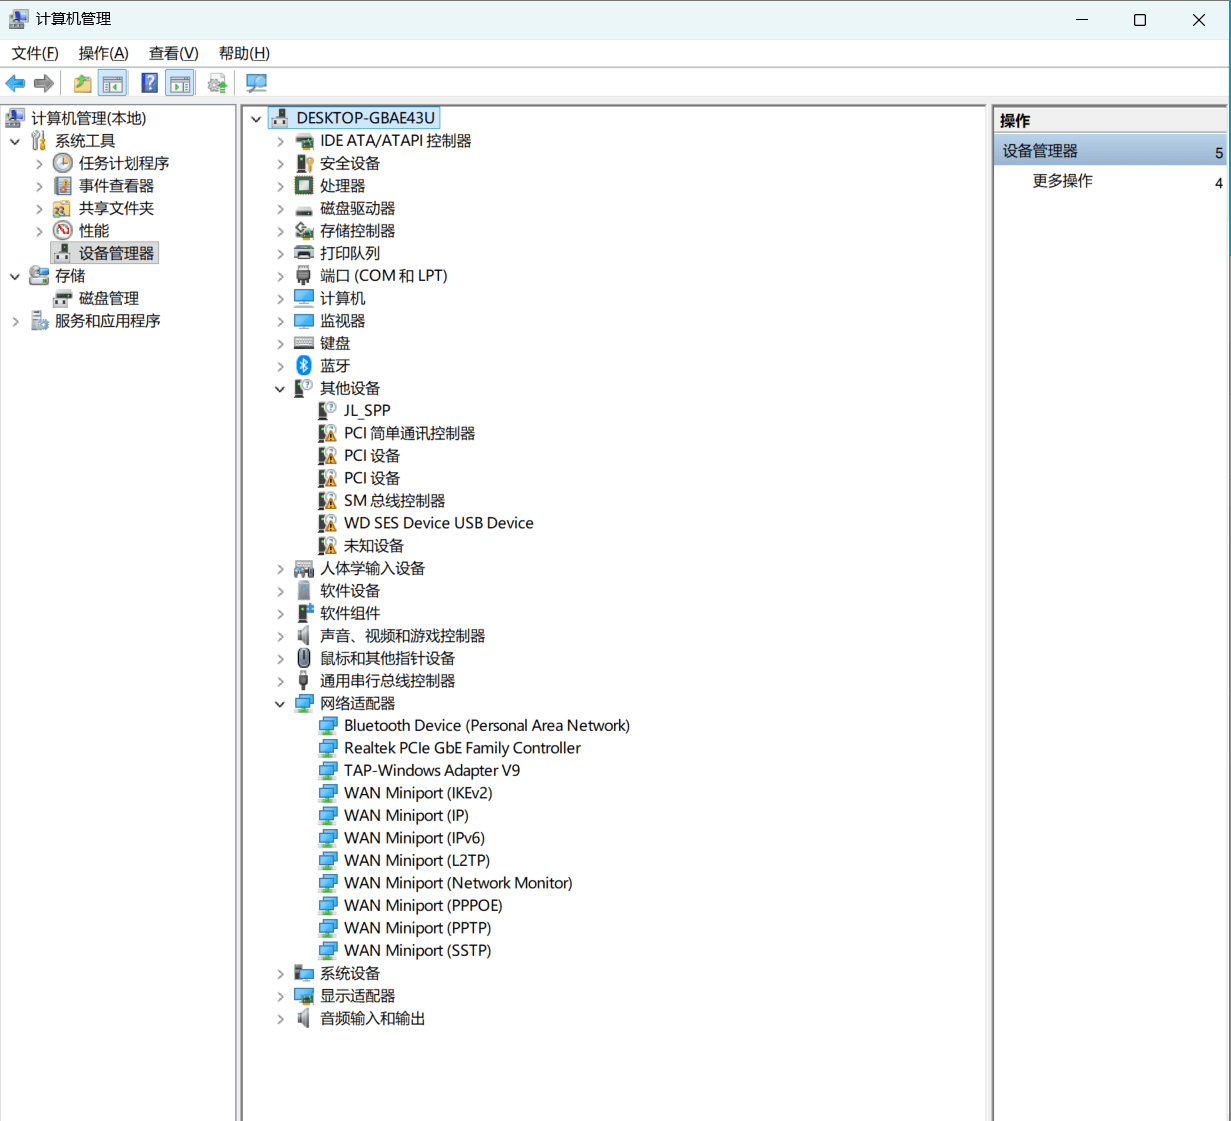 计算机管理
文件(F) 操作(A) 查看(V) 帮助(H)
计算机管理(本地)
系统工具
任务计划程序
事件查看器
共享文件夹
性能
设备管理器
存储
磁盘管理
服务和应用程序
DESKTOP-GBAE43U
IDE ATA/ATAPI 控制器
安全设备
处理器
磁盘驱动器
存储控制器
打印队列
端口 (COM 和 LPT)
计算机
监视器
键盘
蓝牙
其他设备
JL_SPP
PCI 简单通讯控制器
PCI 设备
PCI 设备
SM 总线控制器
WD SES Device USB Device
未知设备
人体学输入设备
软件设备
软件组件
声音、视频和游戏控制器
鼠标和其他指针设备
通用串行总线控制器
网络适配器
Bluetooth Device (Personal Area Network)
Realtek PCIe GbE Family Controller
TAP-Windows Adapter V9
WAN Miniport (IKEv2)
WAN Miniport (IP)
WAN Miniport (IPv6)
WAN Miniport (L2TP)
WAN Miniport (Network Monitor)
WAN Miniport (PPPOE)
WAN Miniport (PPTP)
WAN Miniport (SSTP)
系统设备
显示适配器
音频输入和输出
操作
设备管理器 5
更多操作 4